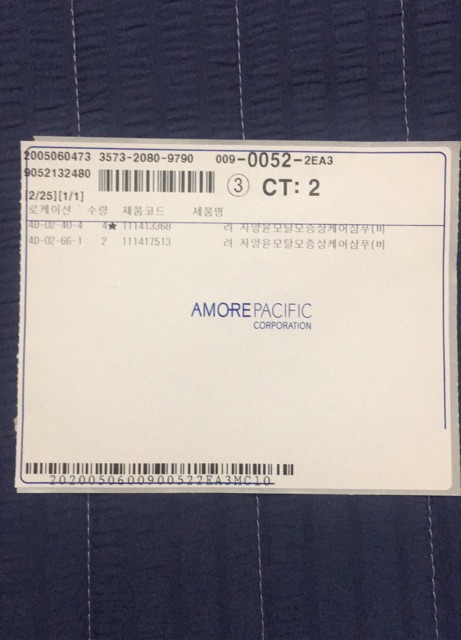 2005060473 3573-2080-9790 009-0052-2EA3
9052132480
③ CT: 2
[2/25][1/1]
로케이션 수량 제품코드 제품명
4D-02-40-4 4★ 111413368 려 자양윤모탈모증상케어샴푸(비
4D-02-66-1 2 111417513 려 자양윤모탈모증상케어샴푸(비
AMOREPACIFIC
CORPORATION
2020050600900522EA3MC10